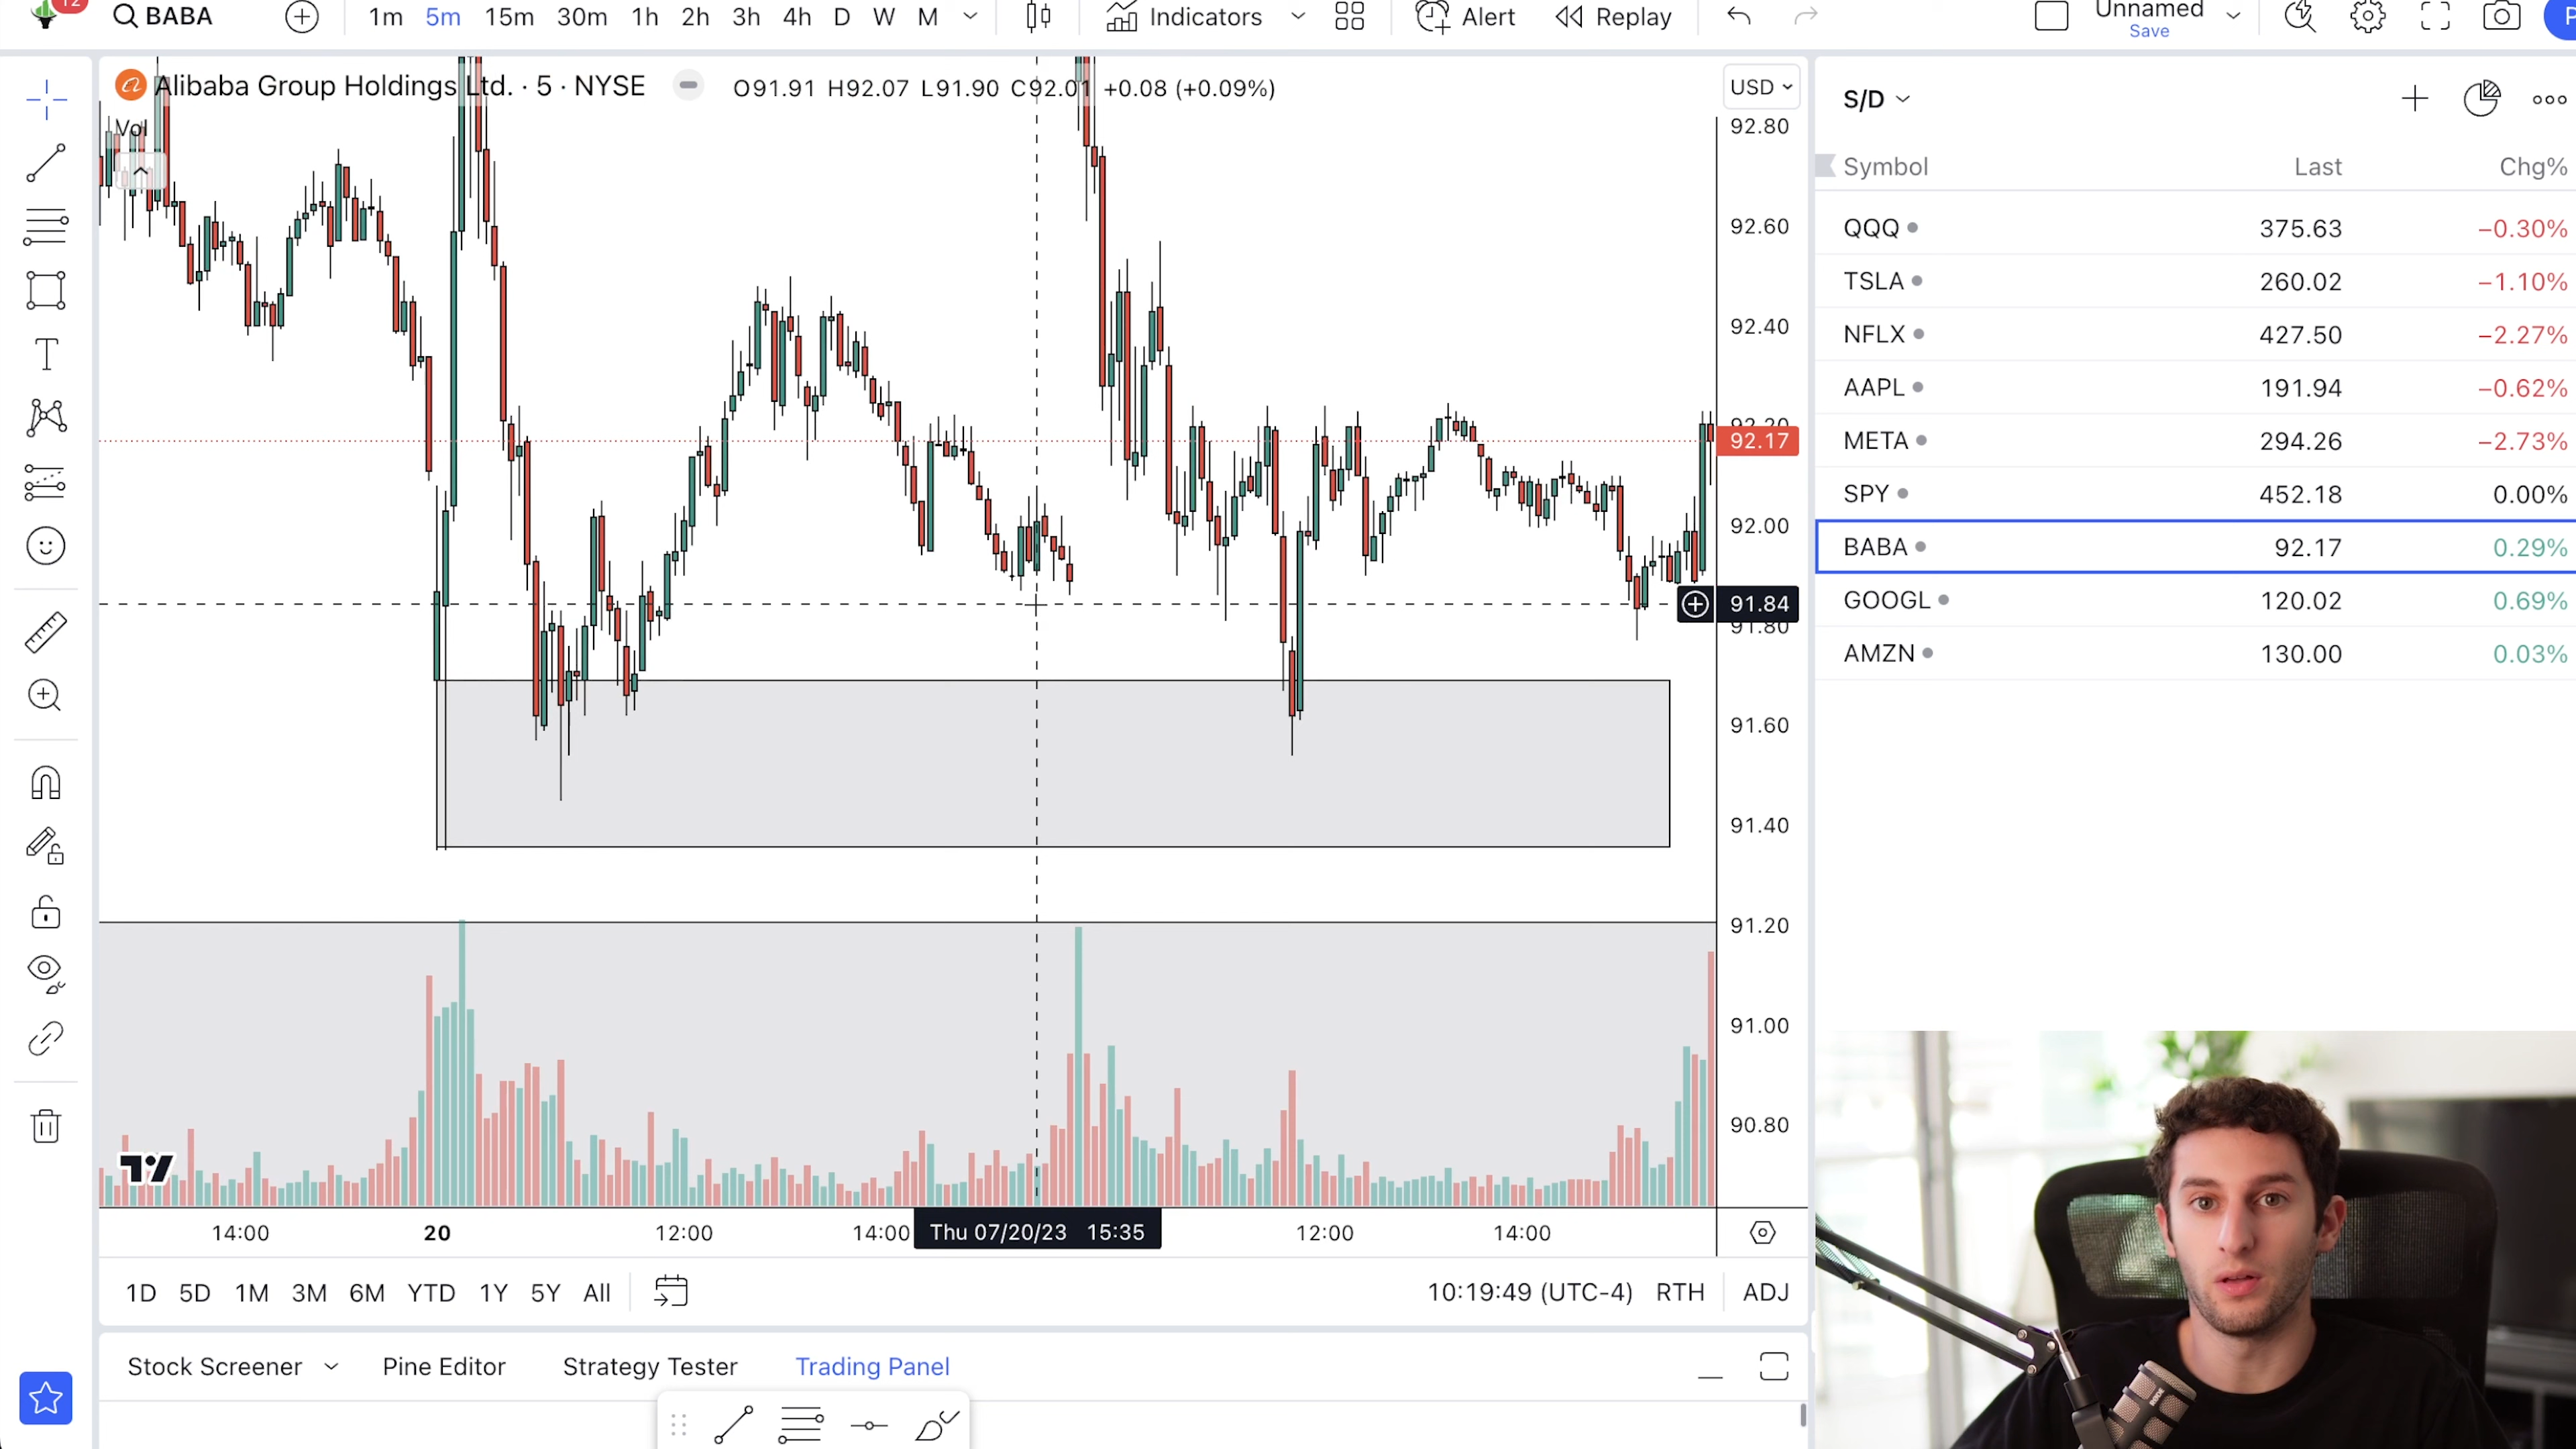 12
BABA 1m 5m 15m 30m 1h 2h 3h 4h D W M Indicators Alert Replay Unnamed
Save
Alibaba Group Holdings Ltd. · 5 · NYSE O91.91 H92.07 L91.90 C92.01 +0.08 (+0.09%)
USD
Vol
92.80
92.60
92.40
92.20
92.17
92.00
91.84
91.80
91.60
91.40
91.20
91.00
90.80
14:00 20 12:00 14:00 Thu 07/20/23 15:35 12:00 14:00
1D 5D 1M 3M 6M YTD 1Y 5Y All 10:19:49 (UTC-4) RTH ADJ
Stock Screener Pine Editor Strategy Tester Trading Panel
S/D
Symbol Last Chg%
QQQ 375.63 −0.30%
TSLA 260.02 −1.10%
NFLX 427.50 −2.27%
AAPL 191.94 −0.62%
META 294.26 −2.73%
SPY 452.18 0.00%
BABA 92.17 0.29%
GOOGL 120.02 0.69%
AMZN 130.00 0.03%